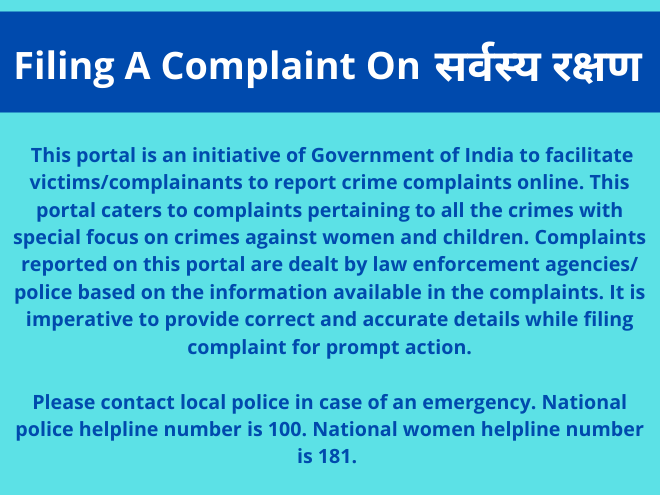 Filing A Complaint On सर्वस्य रक्षण
This portal is an initiative of Government of India to facilitate
victims/complainants to report crime complaints online. This
portal caters to complaints pertaining to all the crimes with
special focus on crimes against women and children. Complaints
reported on this portal are dealt by law enforcement agencies/
police based on the information available in the complaints. It is
imperative to provide correct and accurate details while filing
complaint for prompt action.
Please contact local police in case of an emergency. National
police helpline number is 100. National women helpline number
is 181.